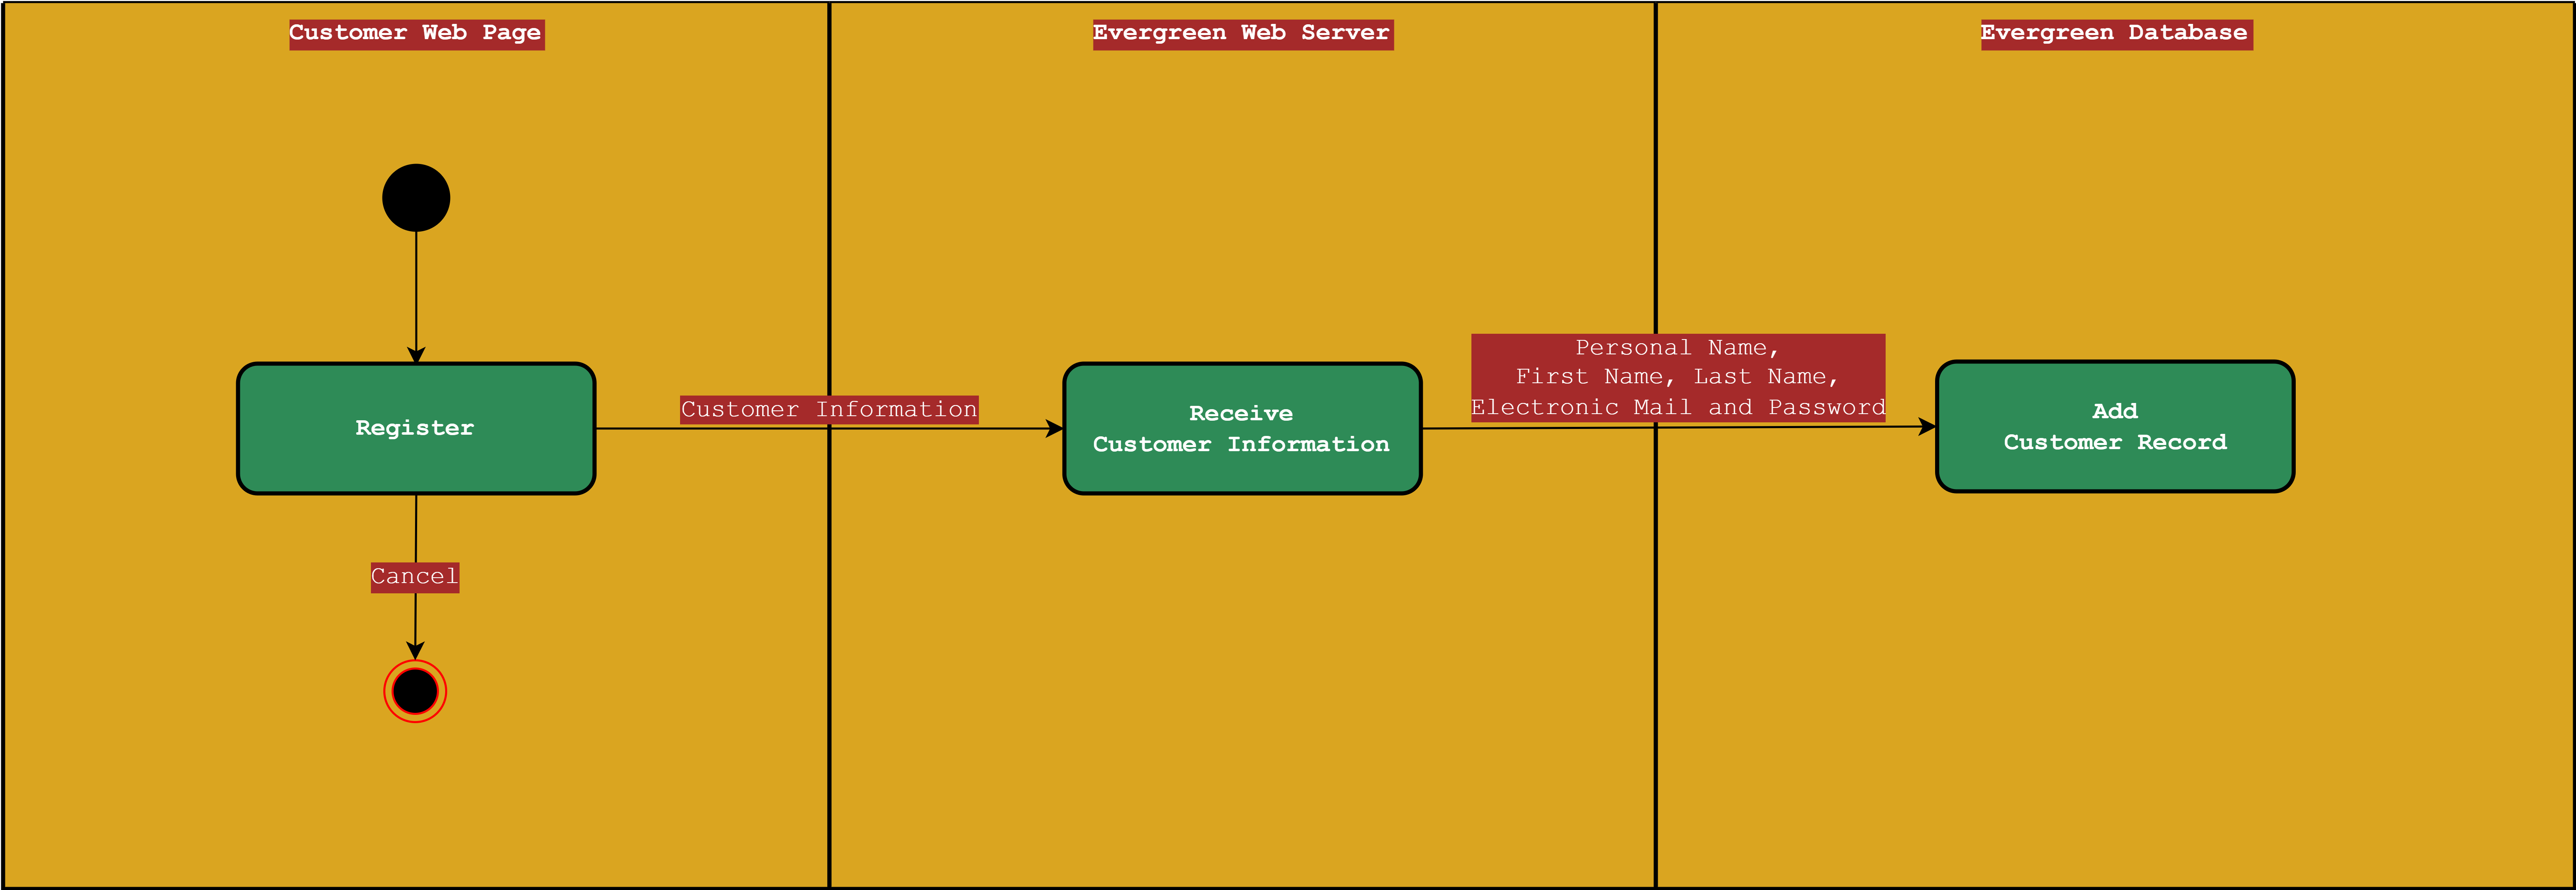 Customer Web Page
Evergreen Web Server
Evergreen Database
Register
Customer Information
Receive
Customer Information
Personal Name,
First Name, Last Name,
Electronic Mail and Password
Add
Customer Record
Cancel